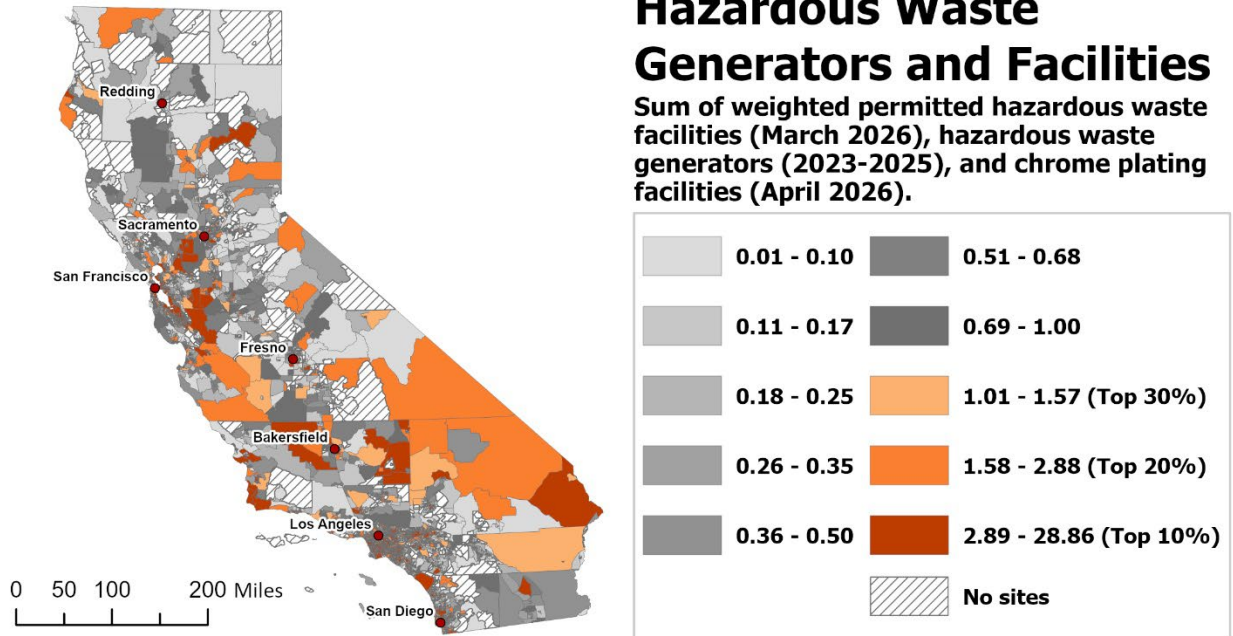 Hazardous Waste
Generators and Facilities
Sum of weighted permitted hazardous waste
facilities (March 2026), hazardous waste
generators (2023-2025), and chrome plating
facilities (April 2026).
0.01 - 0.10
0.11 - 0.17
0.18 - 0.25
0.26 - 0.35
0.36 - 0.50
0.51 - 0.68
0.69 - 1.00
1.01 - 1.57 (Top 30%)
1.58 - 2.88 (Top 20%)
2.89 - 28.86 (Top 10%)
No sites
Redding
Sacramento
San Francisco
Fresno
Bakersfield
Los Angeles
San Diego
0 50 100 200 Miles